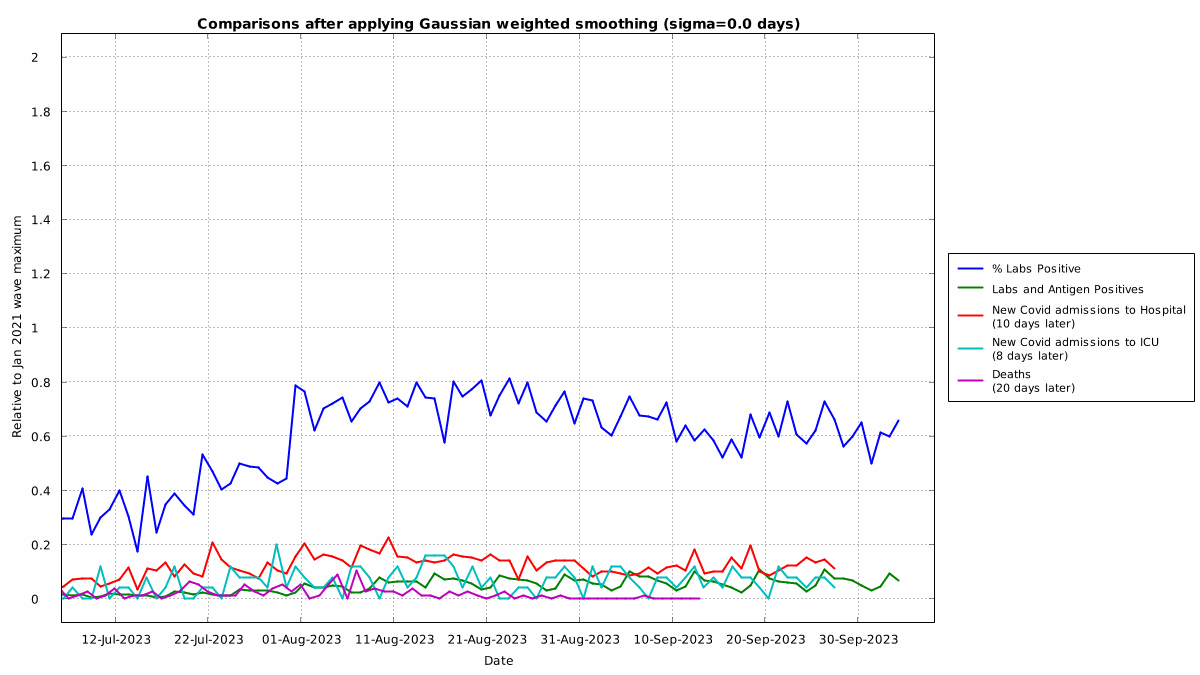 Comparisons after applying Gaussian weighted smoothing (sigma=0.0 days)
Relative to Jan 2021 wave maximum
2
1.8
1.6
1.4
1.2
1
0.8
0.6
0.4
0.2
0
12-Jul-2023 22-Jul-2023 01-Aug-2023 11-Aug-2023 21-Aug-2023 31-Aug-2023 10-Sep-2023 20-Sep-2023 30-Sep-2023
Date
% Labs Positive
Labs and Antigen Positives
New Covid admissions to Hospital
(10 days later)
New Covid admissions to ICU
(8 days later)
Deaths
(20 days later)